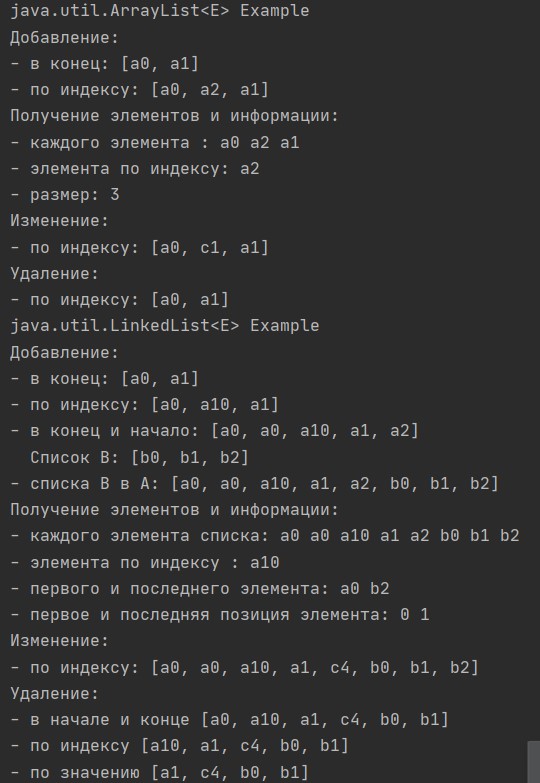 java.util.ArrayList<E> Example
Добавление:
- в конец: [a0, a1]
- по индексу: [a0, a2, a1]
Получение элементов и информации:
- каждого элемента : a0 a2 a1
- элемента по индексу: a2
- размер: 3
Изменение:
- по индексу: [a0, c1, a1]
Удаление:
- по индексу: [a0, a1]
java.util.LinkedList<E> Example
Добавление:
- в конец: [a0, a1]
- по индексу: [a0, a10, a1]
- в конец и начало: [a0, a0, a10, a1, a2]
  Список B: [b0, b1, b2]
- списка B в A: [a0, a0, a10, a1, a2, b0, b1, b2]
Получение элементов и информации:
- каждого элемента списка: a0 a0 a10 a1 a2 b0 b1 b2
- элемента по индексу : a10
- первого и последнего элемента: a0 b2
- первое и последняя позиция элемента: 0 1
Изменение:
- по индексу: [a0, a0, a10, a1, c4, b0, b1, b2]
Удаление:
- в начале и конце [a0, a10, a1, c4, b0, b1]
- по индексу [a10, a1, c4, b0, b1]
- по значению [a1, c4, b0, b1]